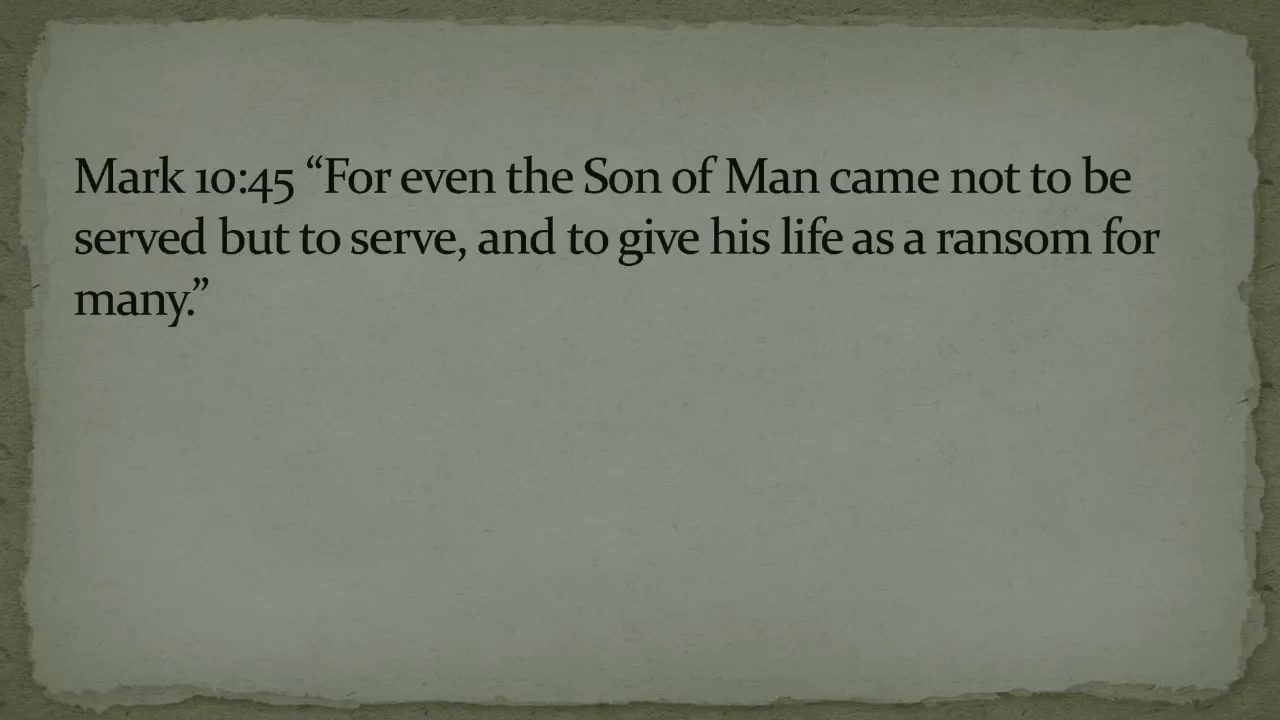 Mark 10:45 “For even the Son of Man came not to be
served but to serve, and to give his life as a ransom for
many.”